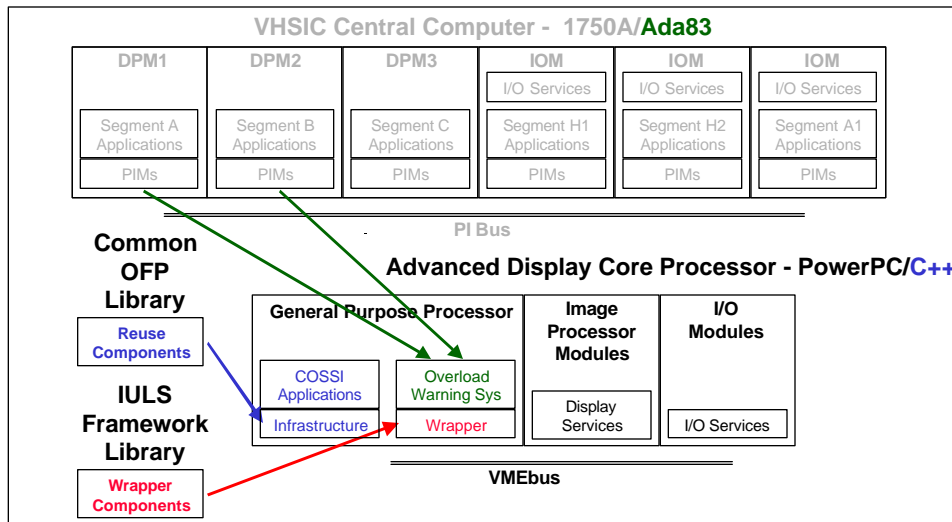 VHSIC Central Computer - 1750A/Ada83
DPM1
DPM2
DPM3
IOM
IOM
IOM
I/O Services
I/O Services
I/O Services
Segment A
Applications
Segment B
Applications
Segment C
Applications
Segment H1
Applications
Segment H2
Applications
Segment A1
Applications
PIMs
PIMs
PIMs
PIMs
PIMs
PIMs
PI Bus
Common
OFP
Library
Advanced Display Core Processor - PowerPC/C++
Reuse
Components
General Purpose Processor
Image
Processor
Modules
I/O
Modules
COSSI
Applications
Overload
Warning Sys
Infrastructure
Wrapper
Display
Services
I/O Services
IULS
Framework
Library
Wrapper
Components
VMEbus